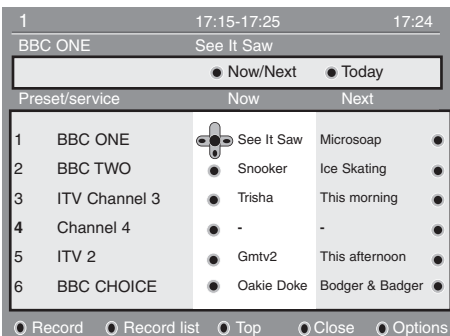 1 17:15-17:25 17:24
BBC ONE See It Saw
Now/Next Today
Preset/service Now Next
1 BBC ONE See It Saw Microsoap
2 BBC TWO Snooker Ice Skating
3 ITV Channel 3 Trisha This morning
4 Channel 4 - -
5 ITV 2 Gmtv2 This afternoon
6 BBC CHOICE Oakie Doke Bodger & Badger
Record Record list Top Close Options